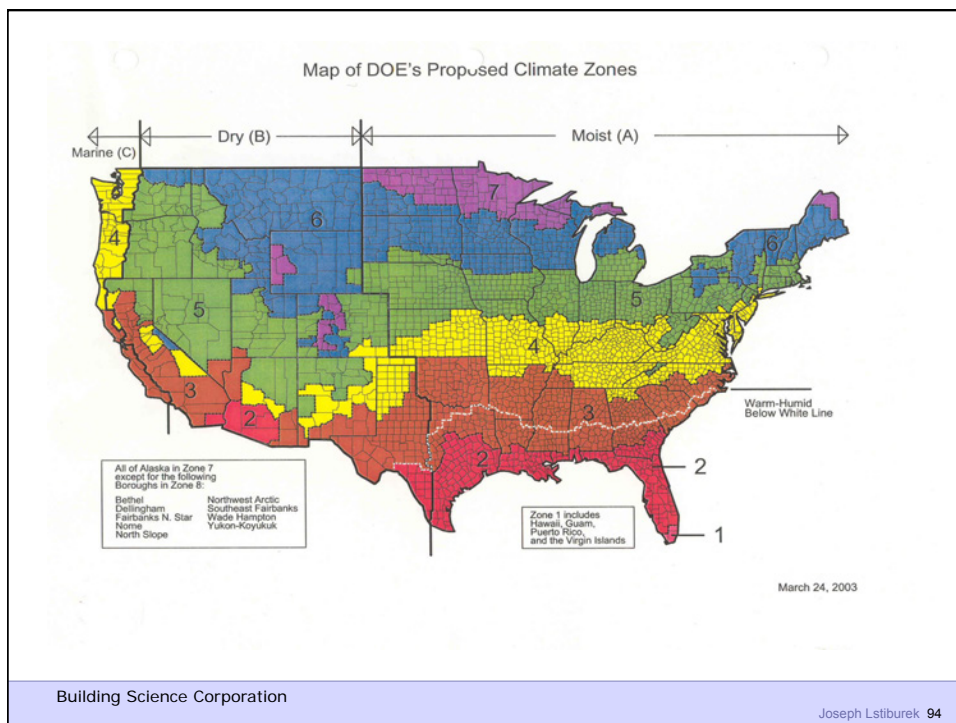 Map of DOE's Proposed Climate Zones
Marine (C)
Dry (B)
Moist (A)
7
6
4
6
5
5
4
3
3
2
2
Warm-Humid
Below White Line
2
1
All of Alaska in Zone 7
except for the following
Boroughs in Zone 8:
Bethel
Dellingham
Fairbanks N. Star
Nome
North Slope
Northwest Arctic
Southeast Fairbanks
Wade Hampton
Yukon-Koyukuk
Zone 1 includes
Hawaii, Guam,
Puerto Rico,
and the Virgin Islands
March 24, 2003
Building Science Corporation
Joseph Lstiburek 94